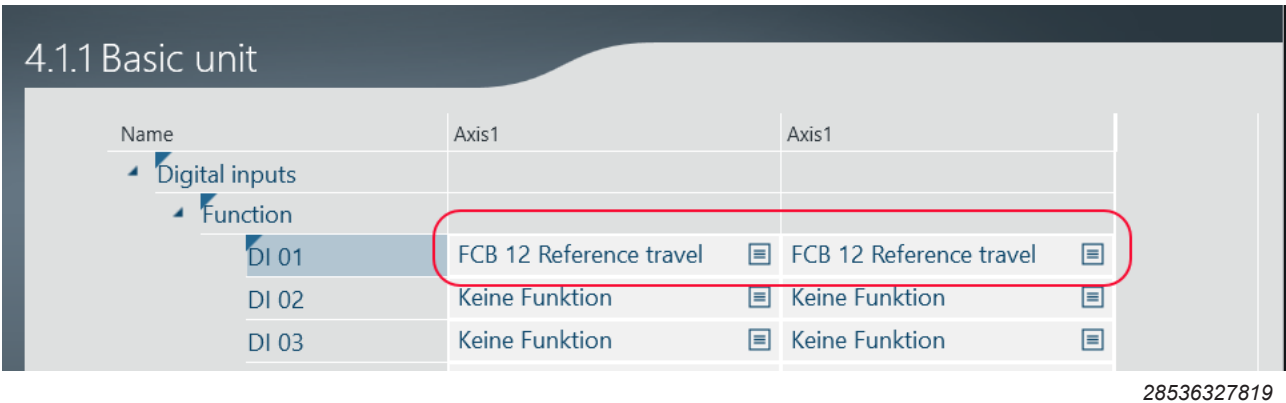 4.1.1 Basic unit
Name Axis1 Axis1
Digital inputs
Function
DI 01 FCB 12 Reference travel FCB 12 Reference travel
DI 02 Keine Funktion Keine Funktion
DI 03 Keine Funktion Keine Funktion
28536327819